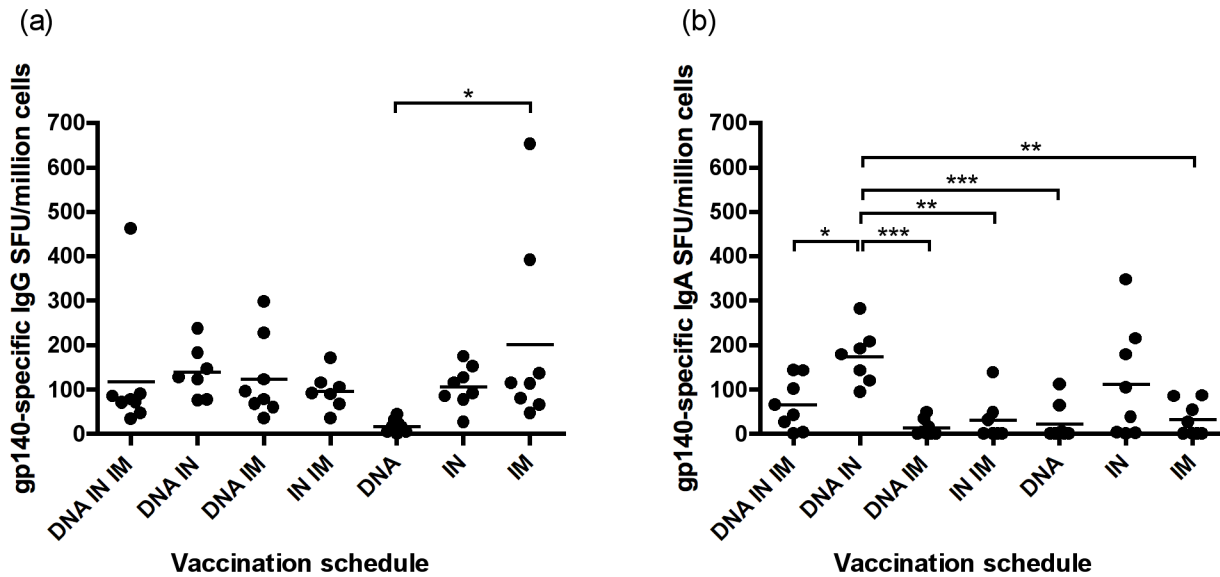 (a)
gp140-specific IgG SFU/million cells
*
700
600
500
400
300
200
100
0
DNA IN IM
DNA IN
DNA IM
IN IM
DNA
IN
IM
Vaccination schedule
(b)
gp140-specific IgA SFU/million cells
700
600
500
400
300
200
100
0
**
***
**
*
***
DNA IN IM
DNA IN
DNA IM
IN IM
DNA
IN
IM
Vaccination schedule